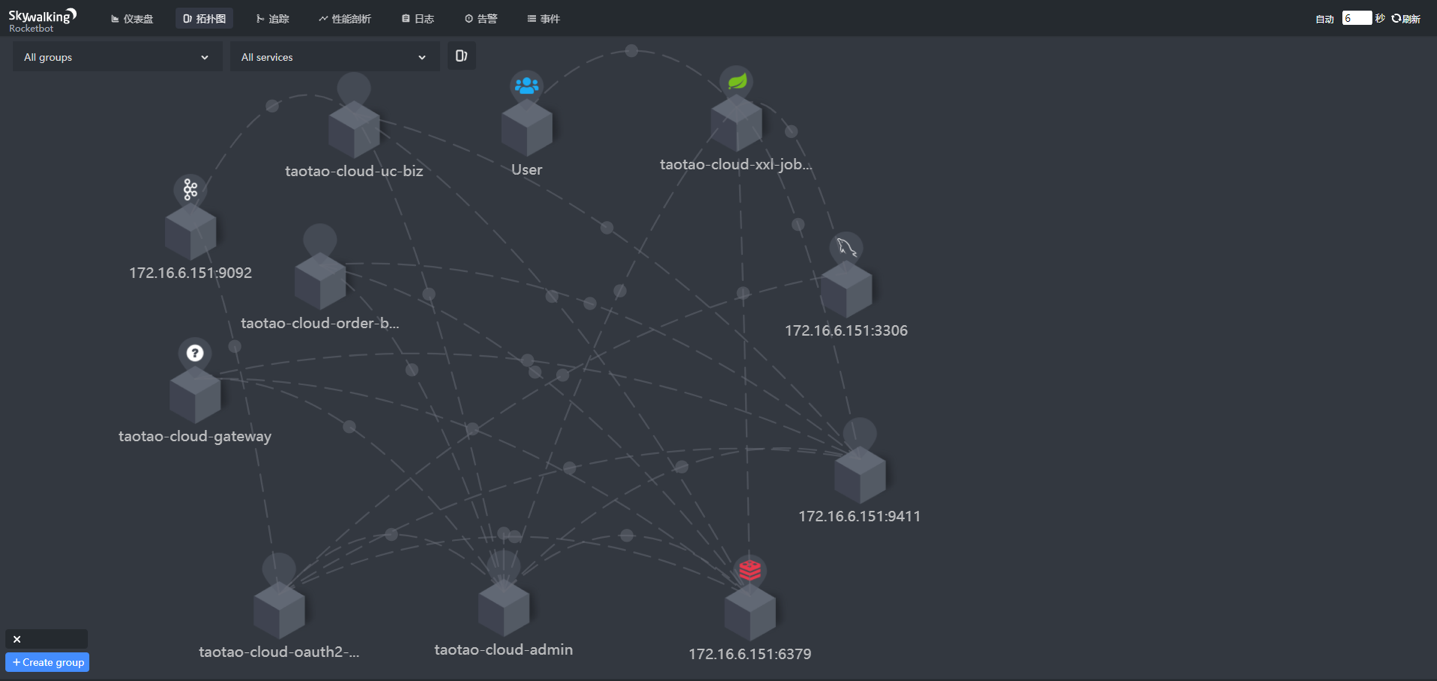 Skywalking
Rocketbot
仪表盘
拓扑图
追踪
性能剖析
日志
告警
事件
自动 6 秒 刷新
All groups
All services
taotao-cloud-uc-biz
User
taotao-cloud-xxl-job...
172.16.6.151:9092
taotao-cloud-order-b...
172.16.6.151:3306
?
taotao-cloud-gateway
172.16.6.151:9411
taotao-cloud-oauth2-...
taotao-cloud-admin
172.16.6.151:6379
+ Create group